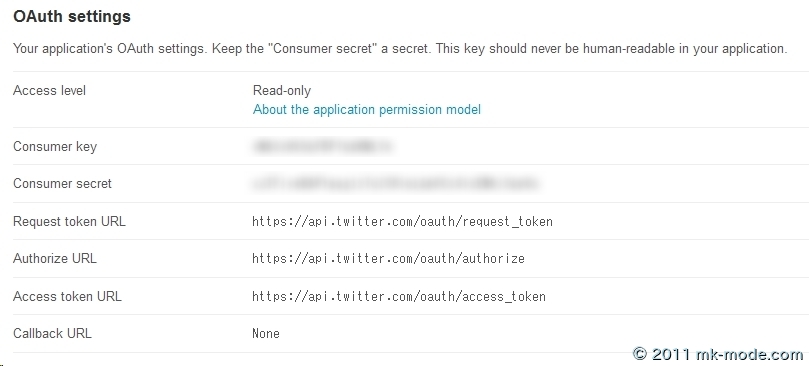 OAuth settings
Your application's OAuth settings. Keep the "Consumer secret" a secret. This key should never be human-readable in your application.
Access level Read-only
About the application permission model
Consumer key
Consumer secret
Request token URL https://api.twitter.com/oauth/request_token
Authorize URL https://api.twitter.com/oauth/authorize
Access token URL https://api.twitter.com/oauth/access_token
Callback URL None
© 2011 mk-mode.com